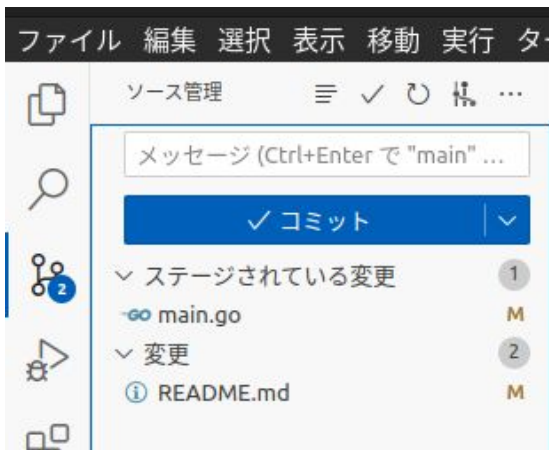 ファイル 編集 選択 表示 移動 実行
ソース管理
メッセージ (Ctrl+Enter で "main" ...
コミット
2
ステージされている変更 1
GO main.go M
変更 2
README.md M